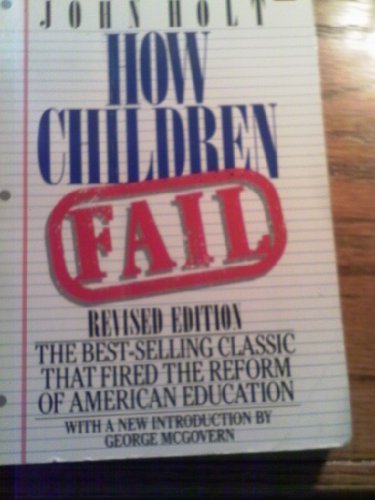 JOHN HOLT
HOW
CHILDREN
FAIL
REVISED EDITION
THE BEST-SELLING CLASSIC
THAT FIRED THE REFORM
OF AMERICAN EDUCATION
WITH A NEW INTRODUCTION BY
GEORGE MCGOVERN